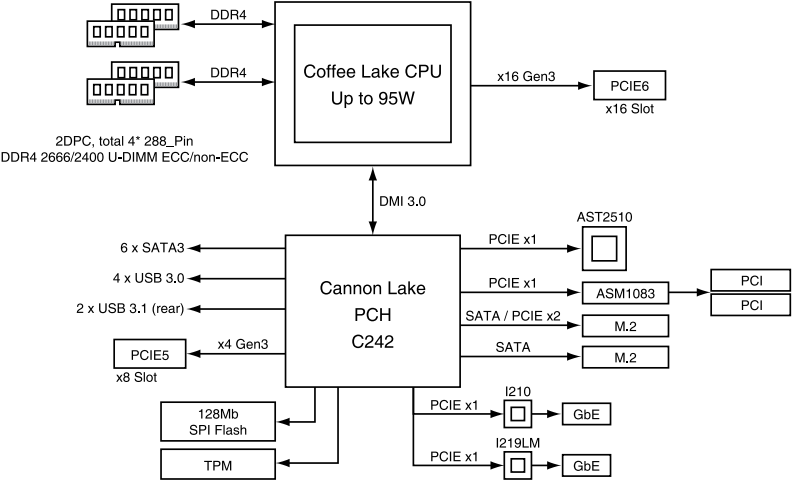 DDR4
DDR4
2DPC, total 4* 288_Pin
DDR4 2666/2400 U-DIMM ECC/non-ECC
Coffee Lake CPU
Up to 95W
x16 Gen3
PCIE6
x16 Slot
DMI 3.0
6 x SATA3
4 x USB 3.0
2 x USB 3.1 (rear)
x4 Gen3
PCIE5
x8 Slot
Cannon Lake
PCH
C242
PCIE x1
AST2510
PCIE x1
ASM1083
PCI
PCI
SATA / PCIE x2
M.2
SATA
M.2
128Mb
SPI Flash
TPM
PCIE x1
I210
GbE
PCIE x1
I219LM
GbE